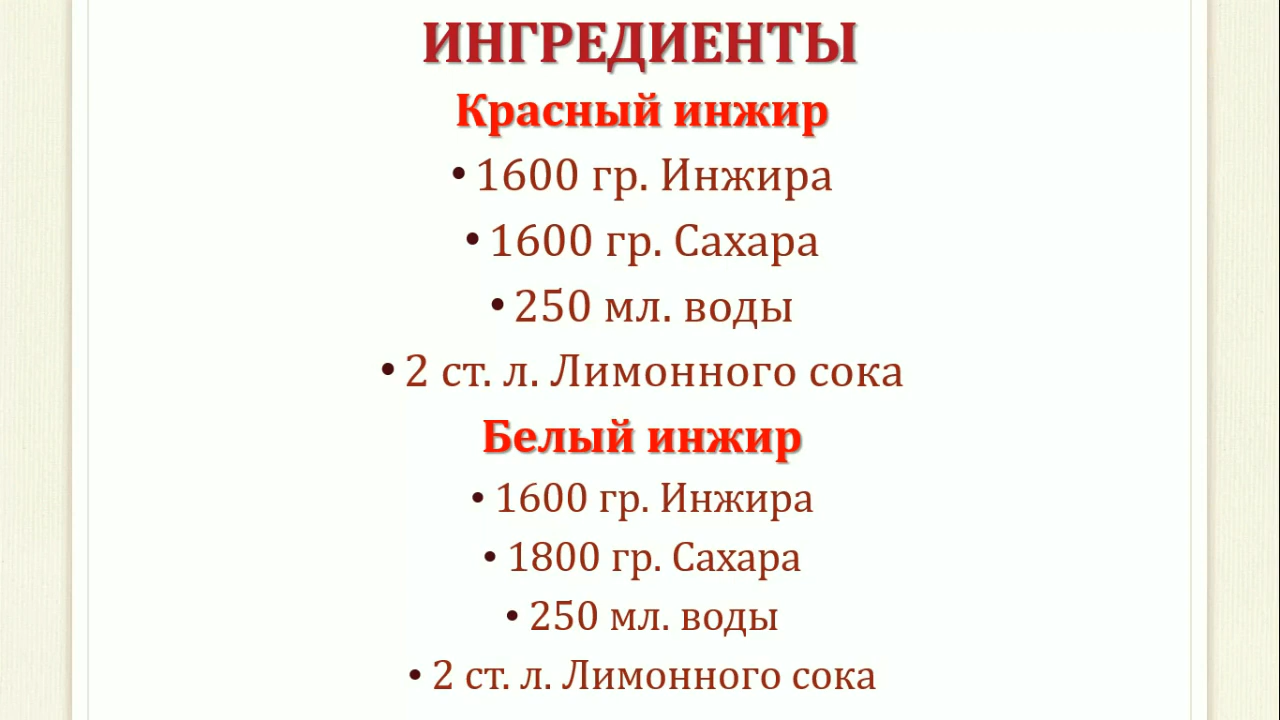 ИНГРЕДИЕНТЫ
Красный инжир
• 1600 гр. Инжира
• 1600 гр. Сахара
• 250 мл. воды
• 2 ст. л. Лимонного сока
Белый инжир
• 1600 гр. Инжира
• 1800 гр. Сахара
• 250 мл. воды
• 2 ст. л. Лимонного сока